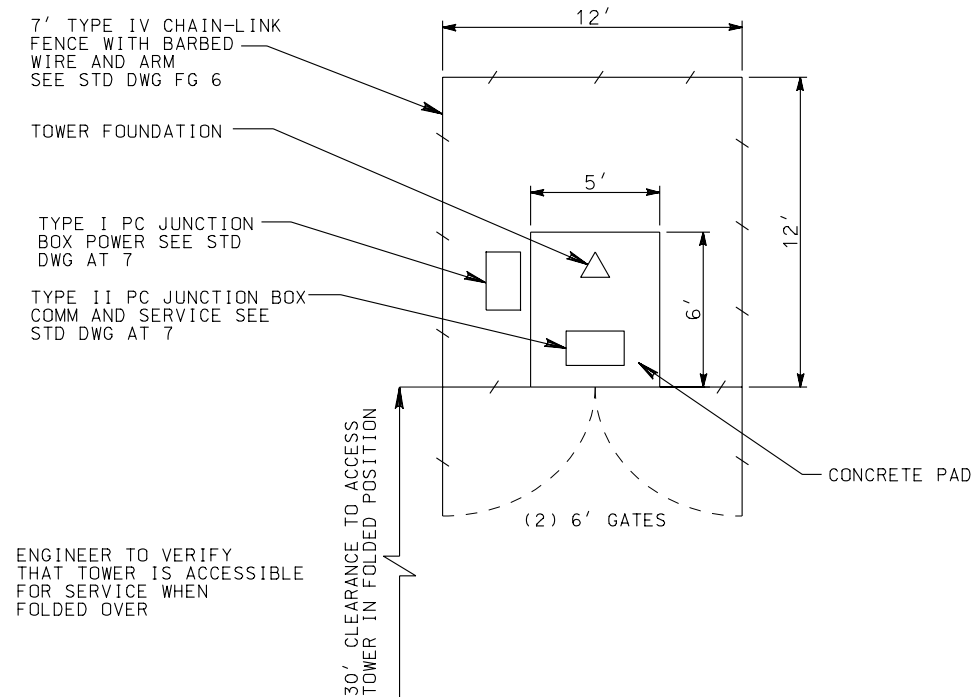 7' TYPE IV CHAIN-LINK
FENCE WITH BARBED
WIRE AND ARM
SEE STD DWG FG 6
12'
TOWER FOUNDATION
5'
12'
TYPE I PC JUNCTION
BOX POWER SEE STD
DWG AT 7
6'
TYPE II PC JUNCTION BOX
COMM AND SERVICE SEE
STD DWG AT 7
CONCRETE PAD
(2) 6' GATES
30' CLEARANCE TO ACCESS
TOWER IN FOLDED POSITION
ENGINEER TO VERIFY
THAT TOWER IS ACCESSIBLE
FOR SERVICE WHEN
FOLDED OVER